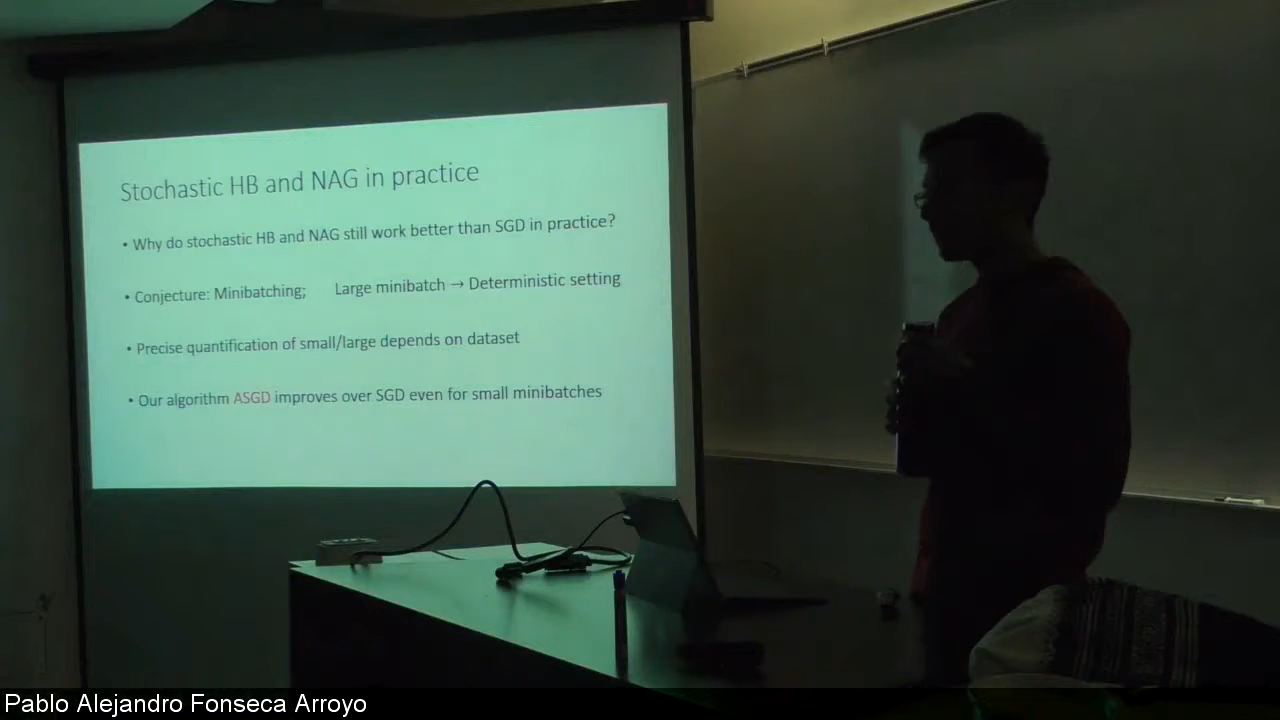 Stochastic HB and NAG in practice
• Why do stochastic HB and NAG still work better than SGD in practice?
• Conjecture: Minibatching; Large minibatch → Deterministic setting
• Precise quantification of small/large depends on dataset
• Our algorithm ASGD improves over SGD even for small minibatches
Pablo Alejandro Fonseca Arroyo